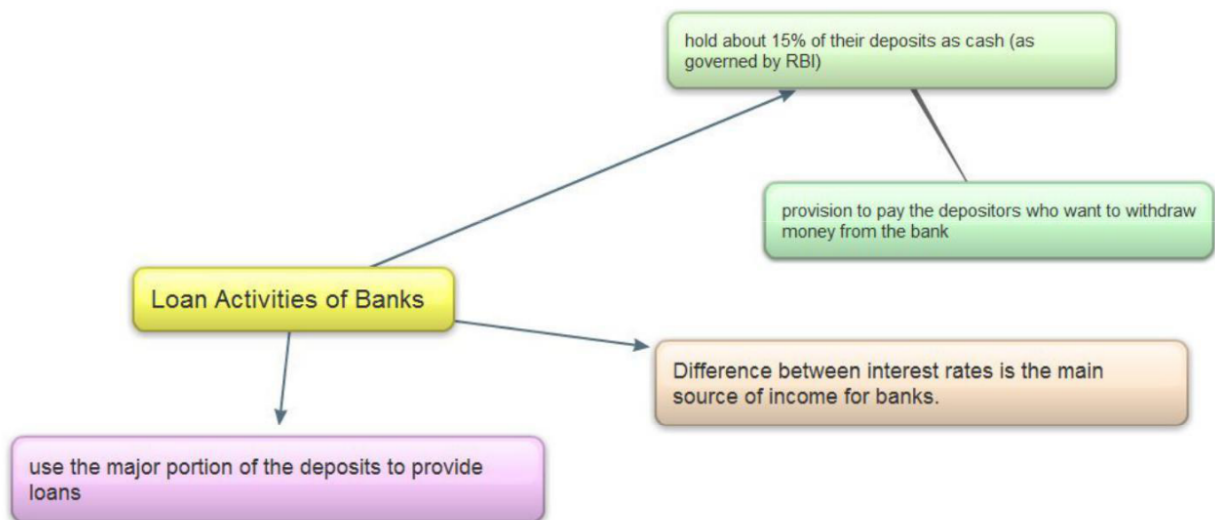 hold about 15% of their deposits as cash (as
governed by RBI)
provision to pay the depositors who want to withdraw
money from the bank
Loan Activities of Banks
Difference between interest rates is the main
source of income for banks.
use the major portion of the deposits to provide
loans